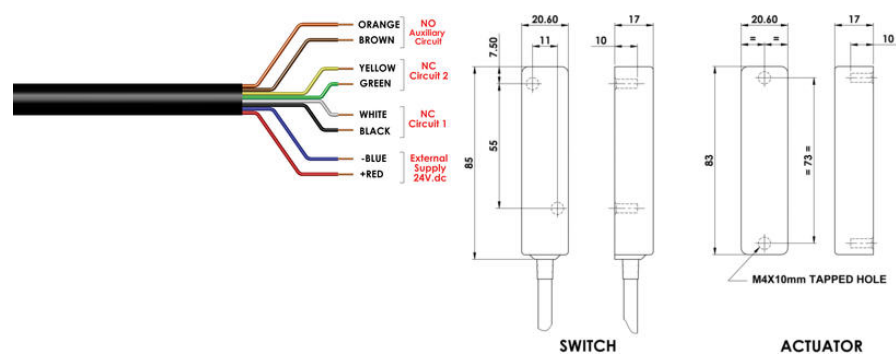 ORANGE
BROWN
NO
Auxiliary
Circuit
YELLOW
GREEN
NC
Circuit 2
WHITE
BLACK
NC
Circuit 1
-BLUE
+RED
External
Supply
24V.dc
20.60
11
7.50
55
85
17
10
SWITCH
20.60
= =
83
= 73 =
17
10
M4X10mm TAPPED HOLE
ACTUATOR